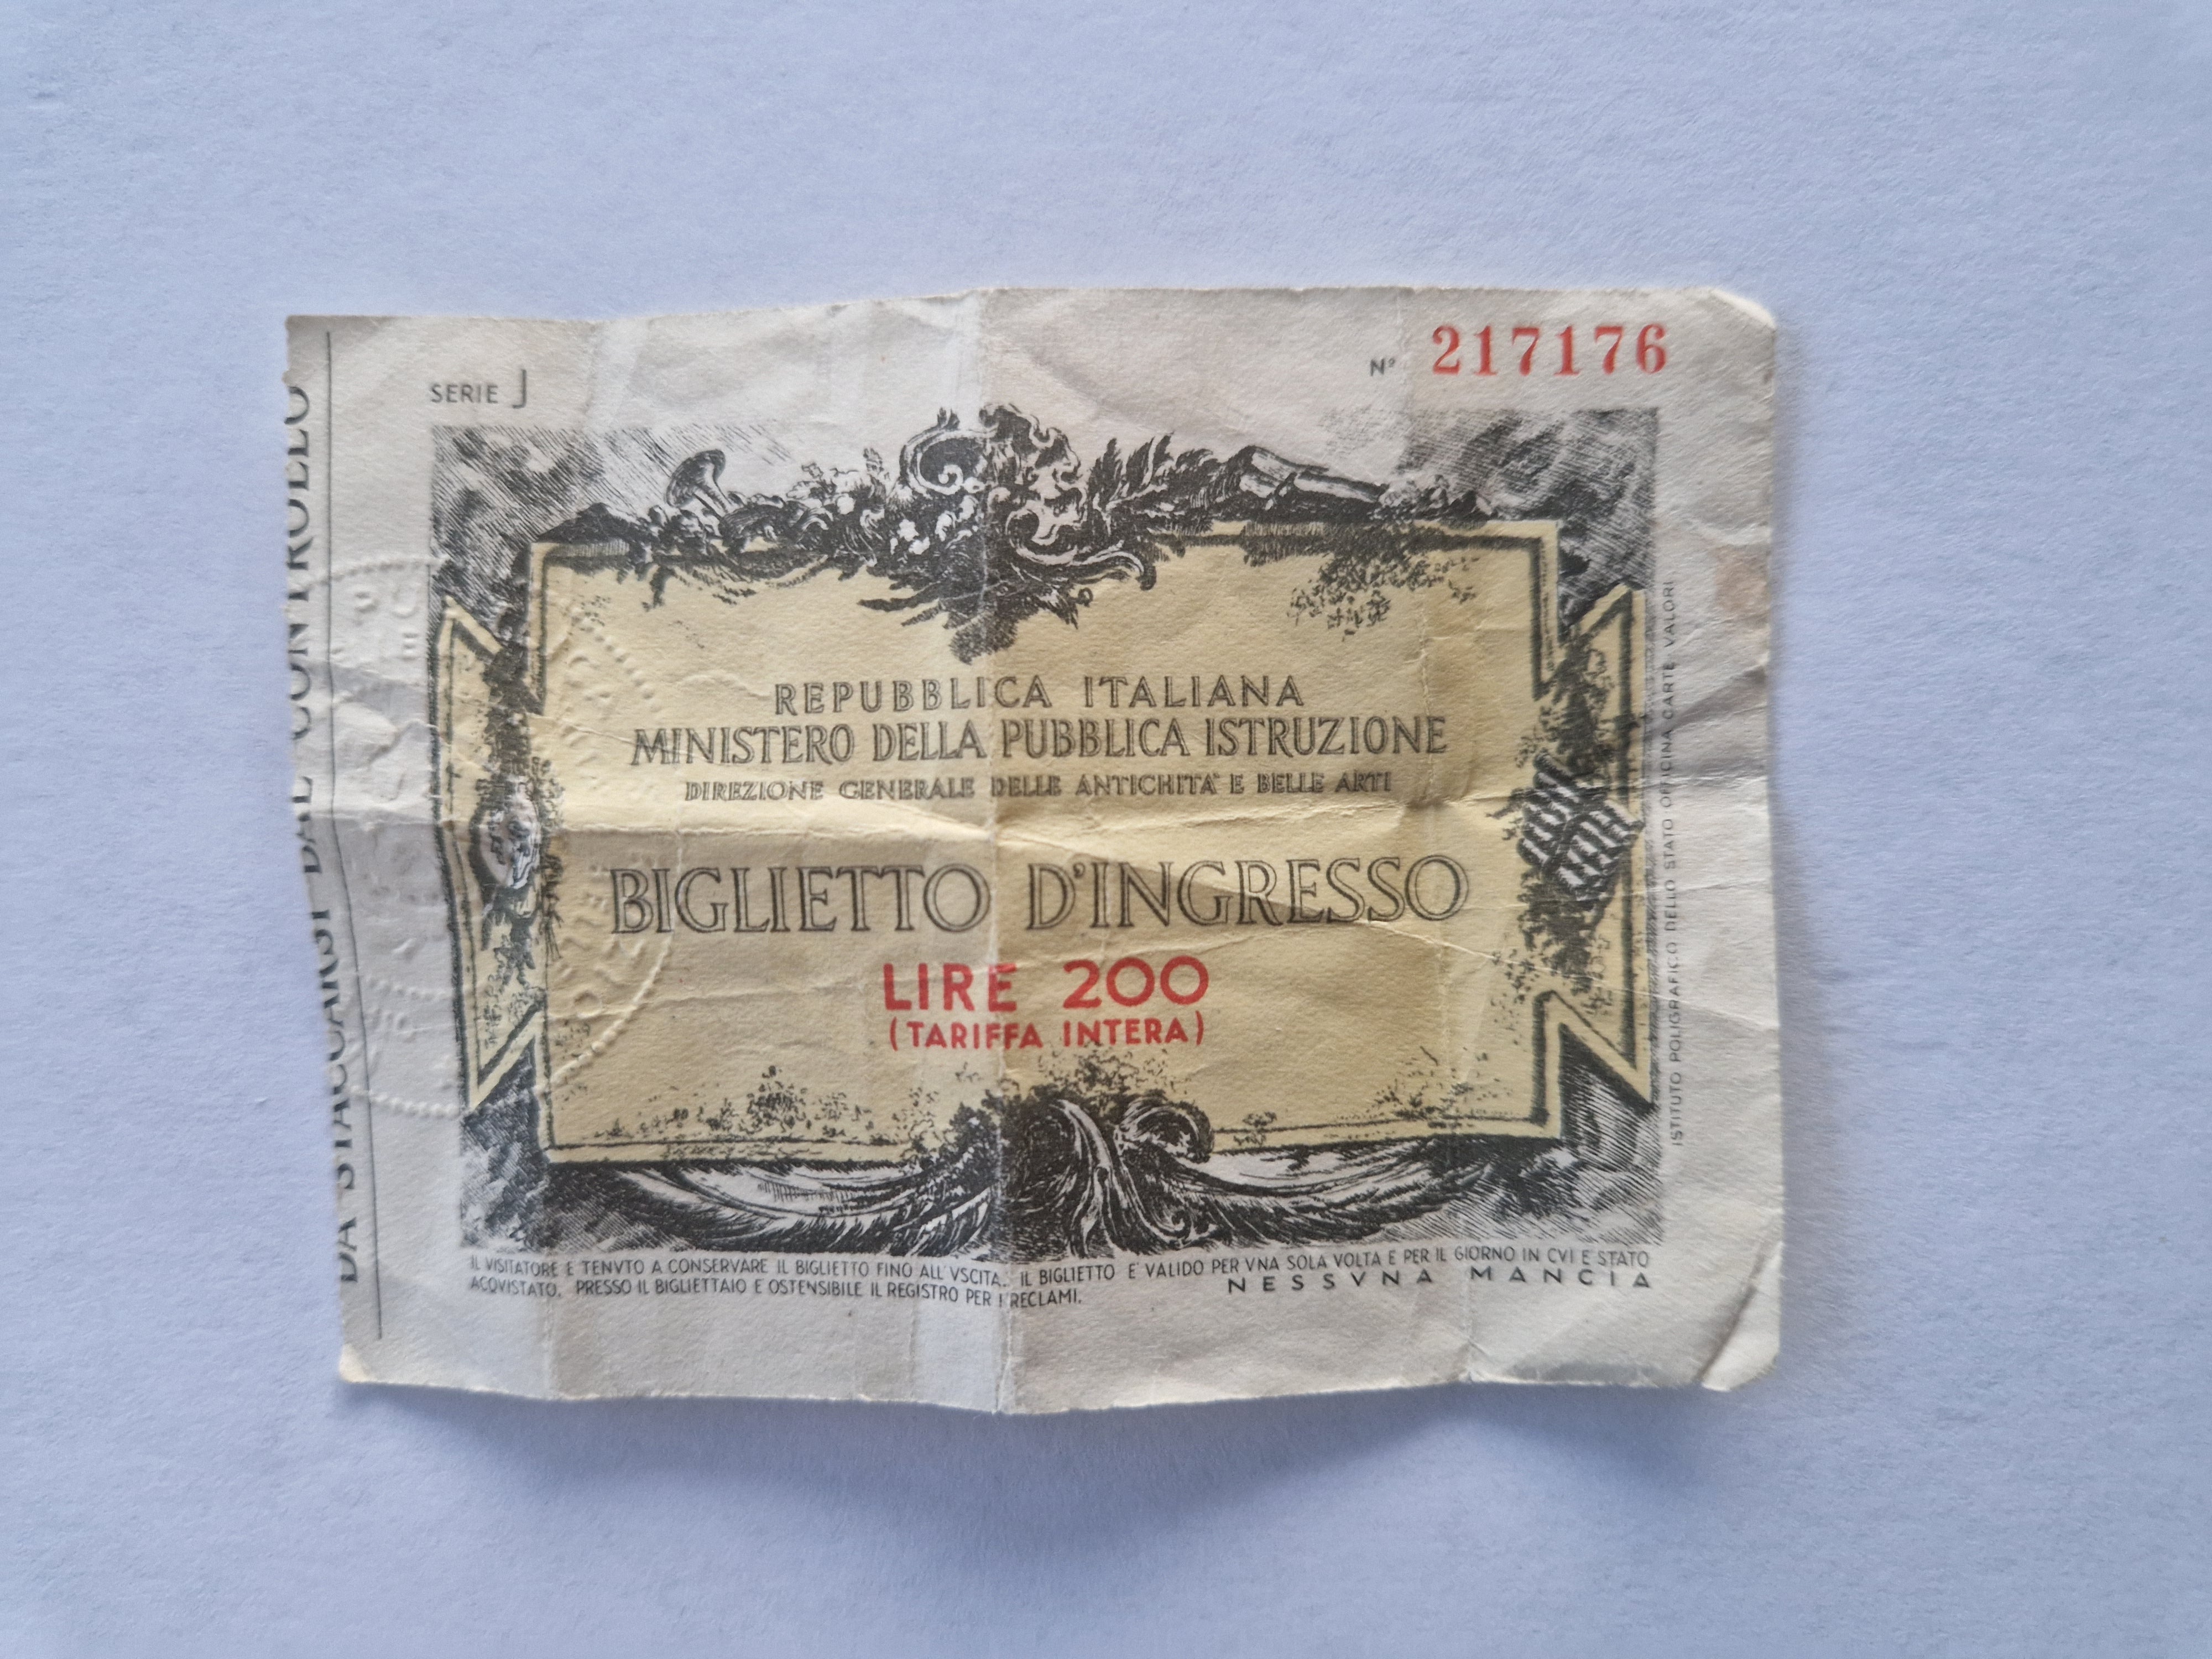 SERIE J
Nº 217176
DA STACCARSI DAL CONTROLLO
REPUBBLICA ITALIANA
MINISTERO DELLA PUBBLICA ISTRUZIONE
DIREZIONE GENERALE DELLE ANTICHITA' E BELLE ARTI
BIGLIETTO D'INGRESSO
LIRE 200
(TARIFFA INTERA)
IL VISITATORE E TENVTO A CONSERVARE IL BIGLIETTO FINO ALL'VSCITA. IL BIGLIETTO E' VALIDO PER VNA SOLA VOLTA E PER IL GIORNO IN CVI E STATO
ACQVISTATO. PRESSO IL BIGLIETTAIO E OSTENSIBILE IL REGISTRO PER I RECLAMI.
NESSVNA MANCIA
ISTITUTO POLIGRAFICO DELLO STATO OFFICINA CARTE VALORI